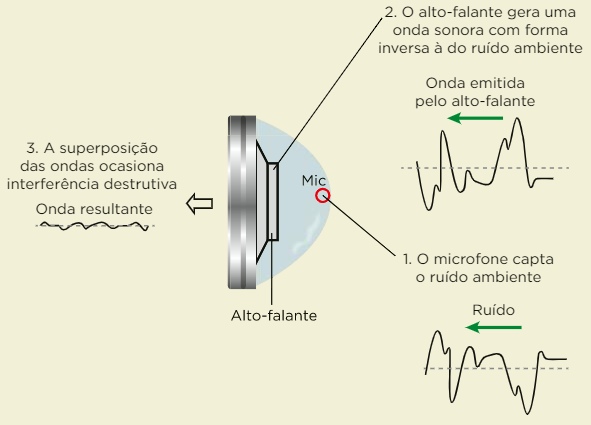 2. O alto-falante gera uma
onda sonora com forma
inversa à do ruído ambiente
Onda emitida
pelo alto-falante
3. A superposição
das ondas ocasiona
interferência destrutiva
Onda resultante
Mic
1. O microfone capta
o ruído ambiente
Alto-falante
Ruído